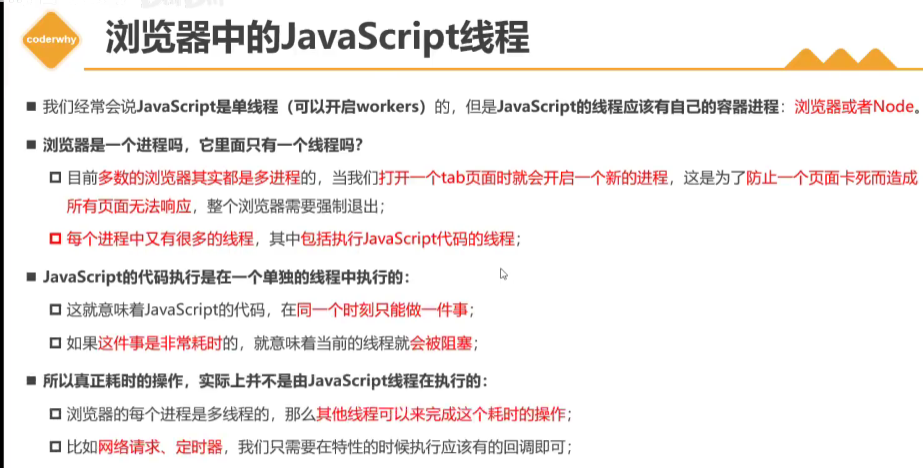 coderwhy
浏览器中的JavaScript线程
■ 我们经常会说JavaScript是单线程（可以开启workers）的，但是JavaScript的线程应该有自己的容器进程：浏览器或者Node。
■ 浏览器是一个进程吗，它里面只有一个线程吗？
目前多数的浏览器其实都是多进程的，当我们打开一个tab页面时就会开启一个新的进程，这是为了防止一个页面卡死而造成
所有页面无法响应，整个浏览器需要强制退出；
每个进程中又有很多的线程，其中包括执行JavaScript代码的线程；
■ JavaScript的代码执行是在一个单独的线程中执行的：
这就意味着JavaScript的代码，在同一个时刻只能做一件事；
如果这件事是非常耗时的，就意味着当前的线程就会被阻塞；
■ 所以真正耗时的操作，实际上并不是由JavaScript线程在执行的：
浏览器的每个进程是多线程的，那么其他线程可以来完成这个耗时的操作；
比如网络请求、定时器，我们只需要在特性的时候执行应该有的回调即可；